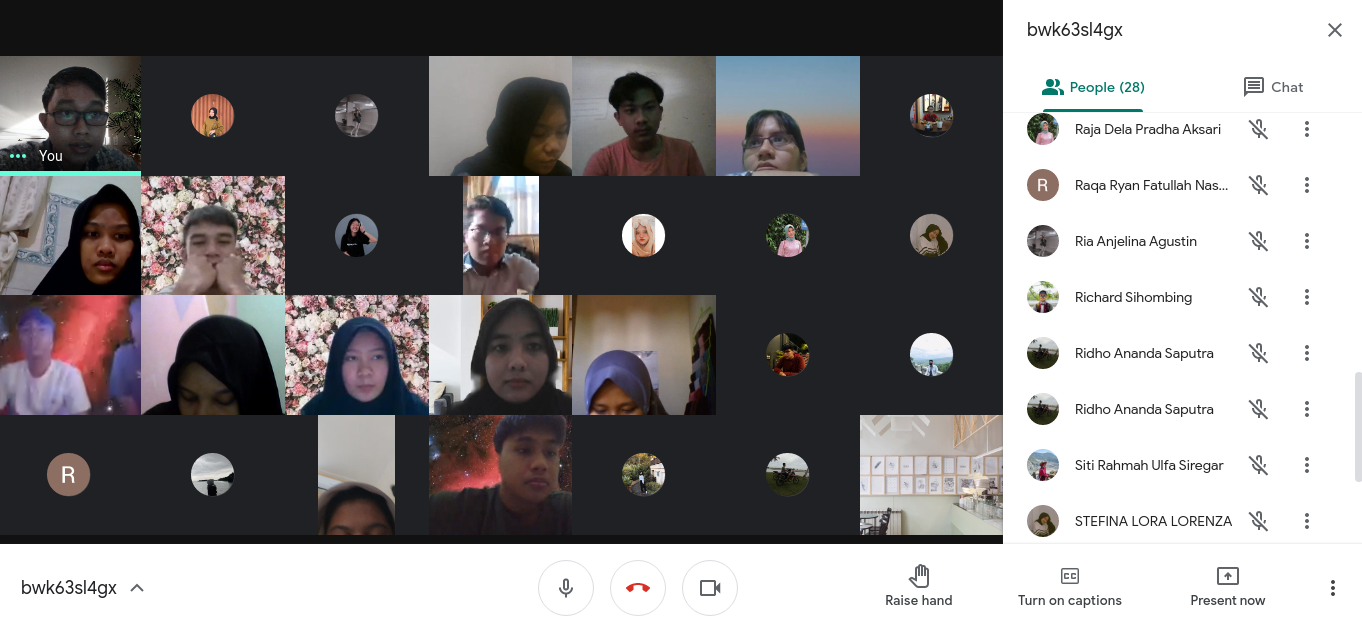 bwk63sl4gx
People (28)
Chat
You
R
Raja Dela Pradha Aksari
R
Raqa Ryan Fatullah Nas...
Ria Anjelina Agustin
Richard Sihombing
Ridho Ananda Saputra
Ridho Ananda Saputra
Siti Rahmah Ulfa Siregar
STEFINA LORA LORENZA
bwk63sl4gx
Raise hand
CC
Turn on captions
Present now